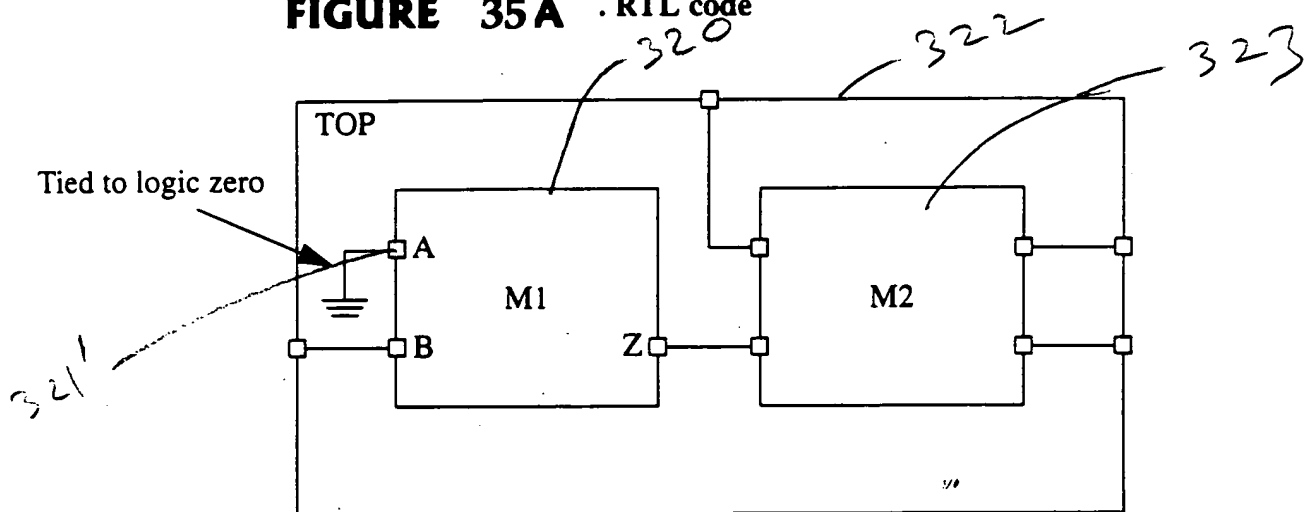 FIGURE 35A . RTL code
320
322
323
TOP
Tied to logic zero
A
M1
M2
B
Z
321'